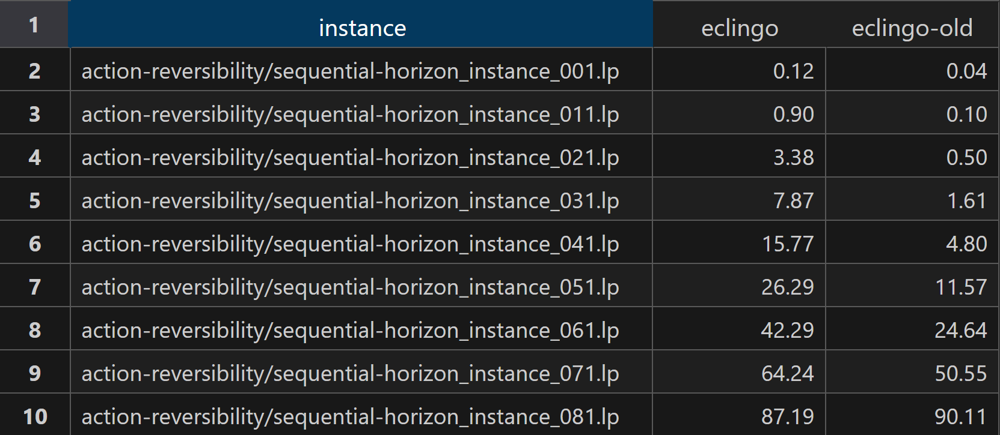 1 instance eclingo eclingo-old
2 action-reversibility/sequential-horizon_instance_001.lp 0.12 0.04
3 action-reversibility/sequential-horizon_instance_011.lp 0.90 0.10
4 action-reversibility/sequential-horizon_instance_021.lp 3.38 0.50
5 action-reversibility/sequential-horizon_instance_031.lp 7.87 1.61
6 action-reversibility/sequential-horizon_instance_041.lp 15.77 4.80
7 action-reversibility/sequential-horizon_instance_051.lp 26.29 11.57
8 action-reversibility/sequential-horizon_instance_061.lp 42.29 24.64
9 action-reversibility/sequential-horizon_instance_071.lp 64.24 50.55
10 action-reversibility/sequential-horizon_instance_081.lp 87.19 90.11